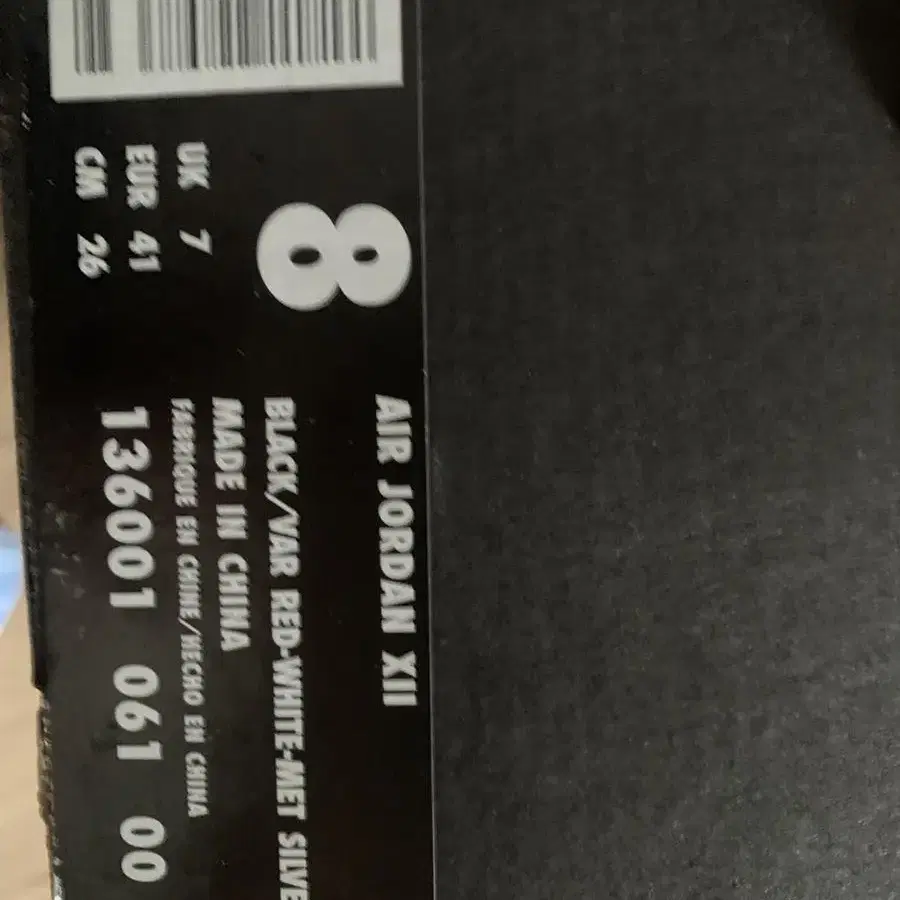 AIR JORDAN XII
BLACK/VAR RED-WHITE-MET SILVE
MADE IN CHINA
FABRIQUE EN CHINE/HECHO EN CHINA
136001 061 00
8
UK 7
EUR 41
CM 26